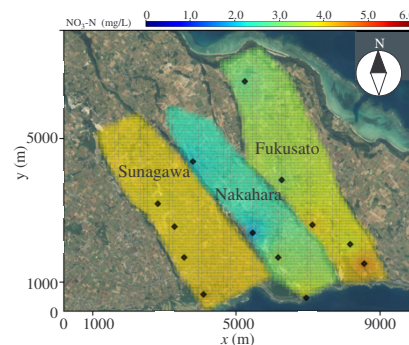 NO₃-N (mg/L) 0 1.0 2.0 3.0 4.0 5.0 6.
N
y (m)
5000
1000
0
Fukusato
Sunagawa
Nakahara
0 1000 5000 9000
x (m)